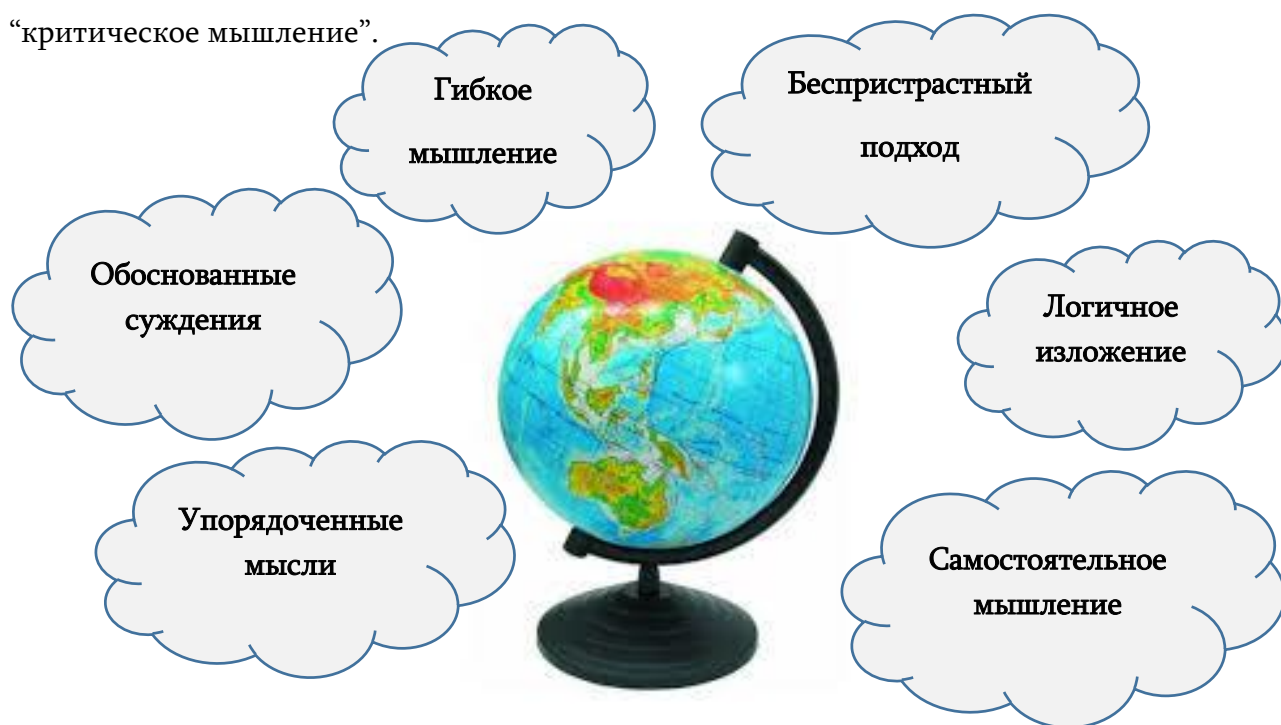 “критическое мышление”.
Гибкое
мышление
Беспристрастный
подход
Обоснованные
суждения
Логичное
изложение
Упорядоченные
мысли
Самостоятельное
мышление